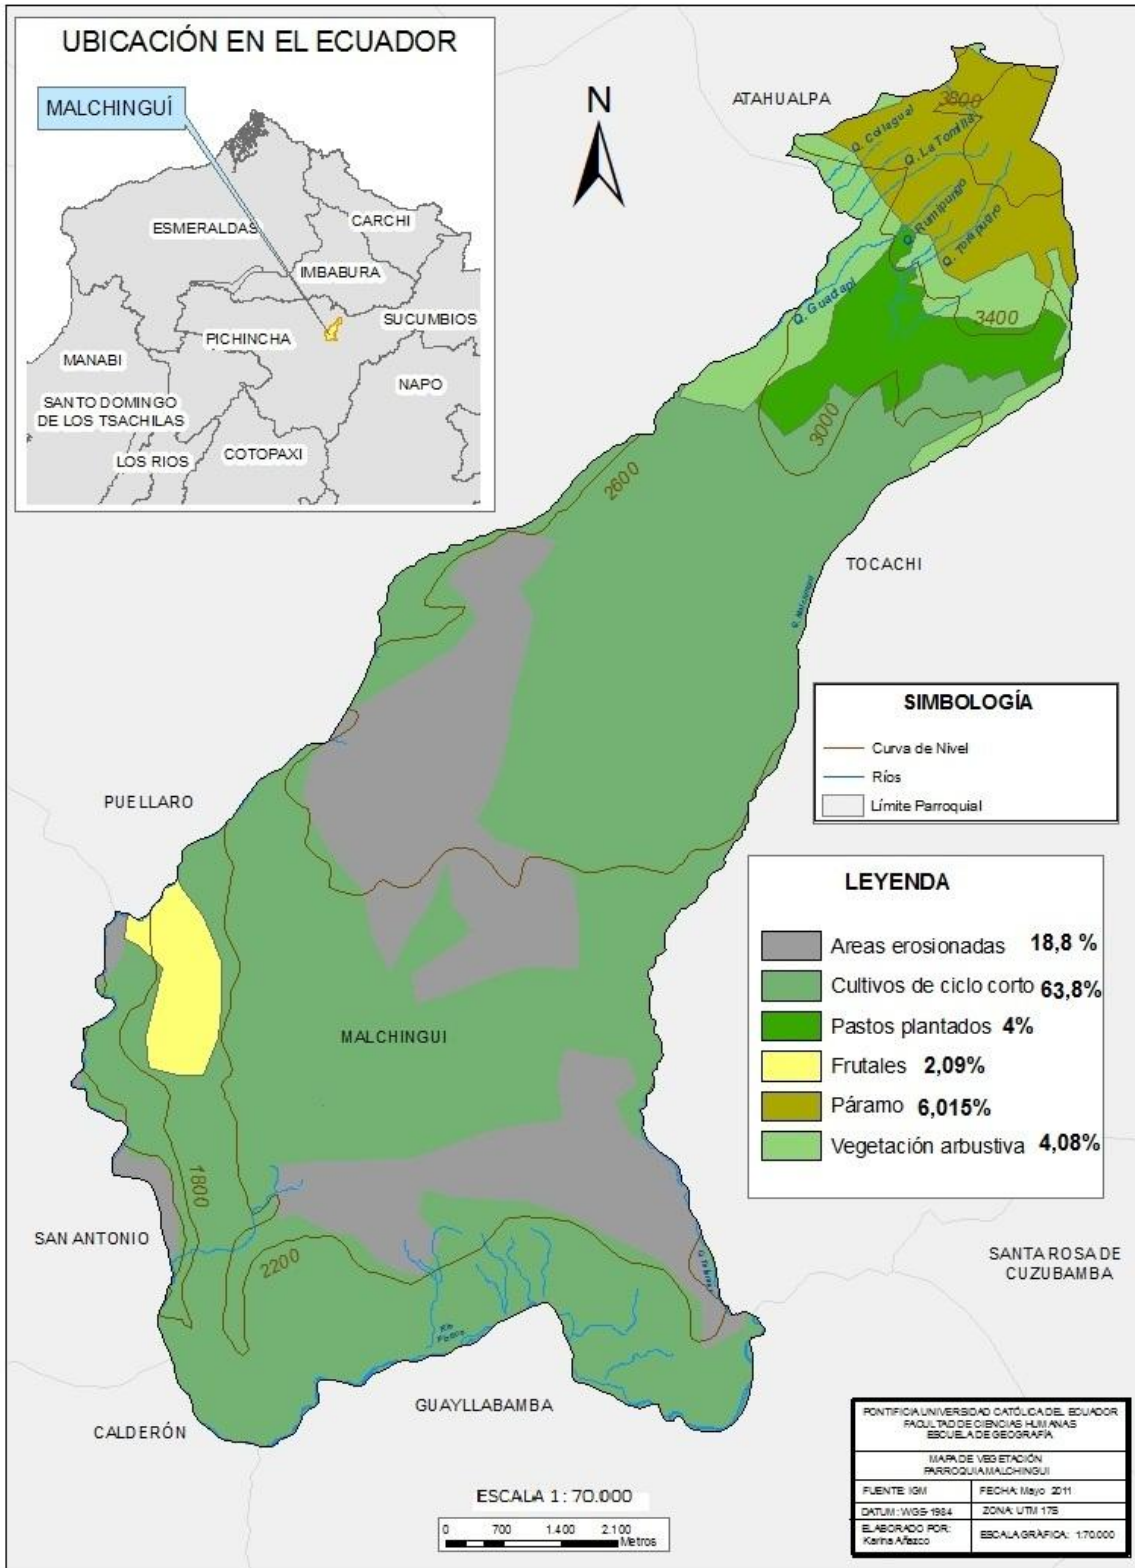 UBICACIÓN EN EL ECUADOR
MALCHINGUÍ
ESMERALDAS
CARCHI
IMBABURA
SUCUMBIOS
PICHINCHA
MANABI
NAPO
SANTO DOMINGO
DE LOS TSACHILAS
LOS RIOS
COTOPAXI
N
ATAHUALPA
3800
Q. Collagual
Q. La Tomilla
Q. Rumipungo
Q. Guadapi
3400
3000
2600
TOCACHI
SIMBOLOGÍA
Curva de Nivel
Ríos
Límite Parroquial
PUELLARO
LEYENDA
Areas erosionadas 18,8 %
Cultivos de ciclo corto 63,8%
Pastos plantados 4%
Frutales 2,09%
Páramo 6,015%
Vegetación arbustiva 4,08%
MALCHINGUI
1800
SAN ANTONIO
2200
SANTA ROSA DE
CUZUBAMBA
GUAYLLABAMBA
CALDERÓN
ESCALA 1 : 70.000
0 700 1.400 2.100
Metros
PONTIFICIA UNIVERSIDAD CATÓLICA DEL ECUADOR
FACULTAD DE CIENCIAS HUMANAS
ESCUELA DE GEOGRAFÍA
MAPA DE VEGETACIÓN
PARROQUIA MALCHINGUI
FUENTE: IGM
FECHA: Mayo 2011
DATUM: WGS-1984
ZONA: UTM 17S
ELABORADO POR:
Karina Añazco
ESCALA GRÁFICA: 1:70.000